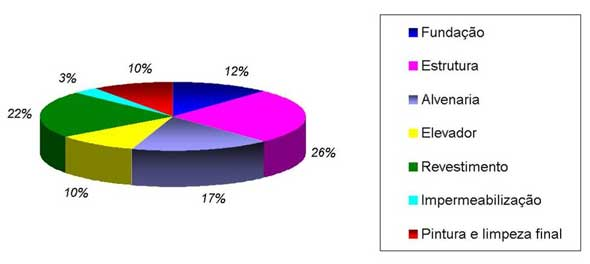 10%
12%
3%
22%
26%
10%
17%
Fundação
Estrutura
Alvenaria
Elevador
Revestimento
Impermeabilização
Pintura e limpeza final